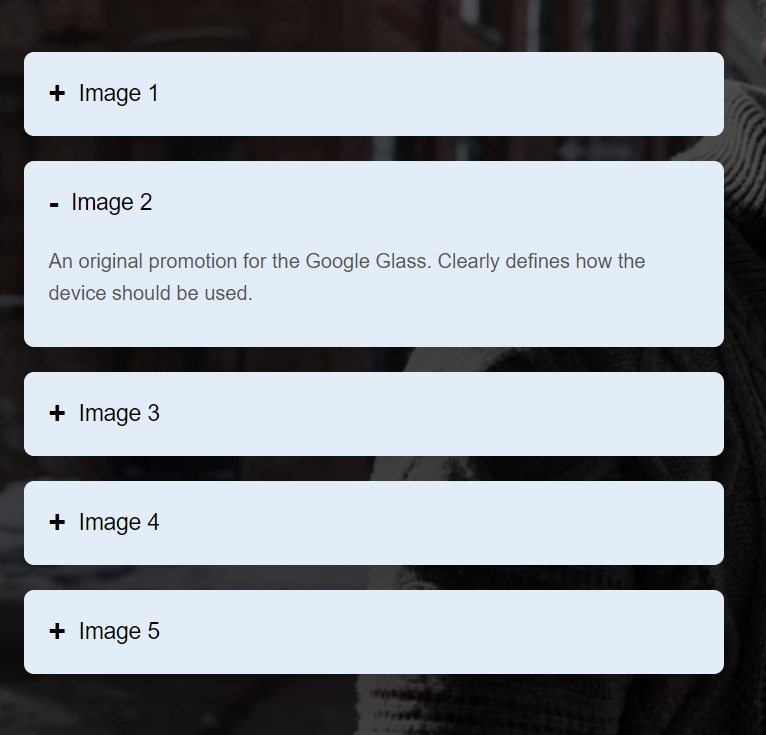 + Image 1
- Image 2
An original promotion for the Google Glass. Clearly defines how the
device should be used.
+ Image 3
+ Image 4
+ Image 5